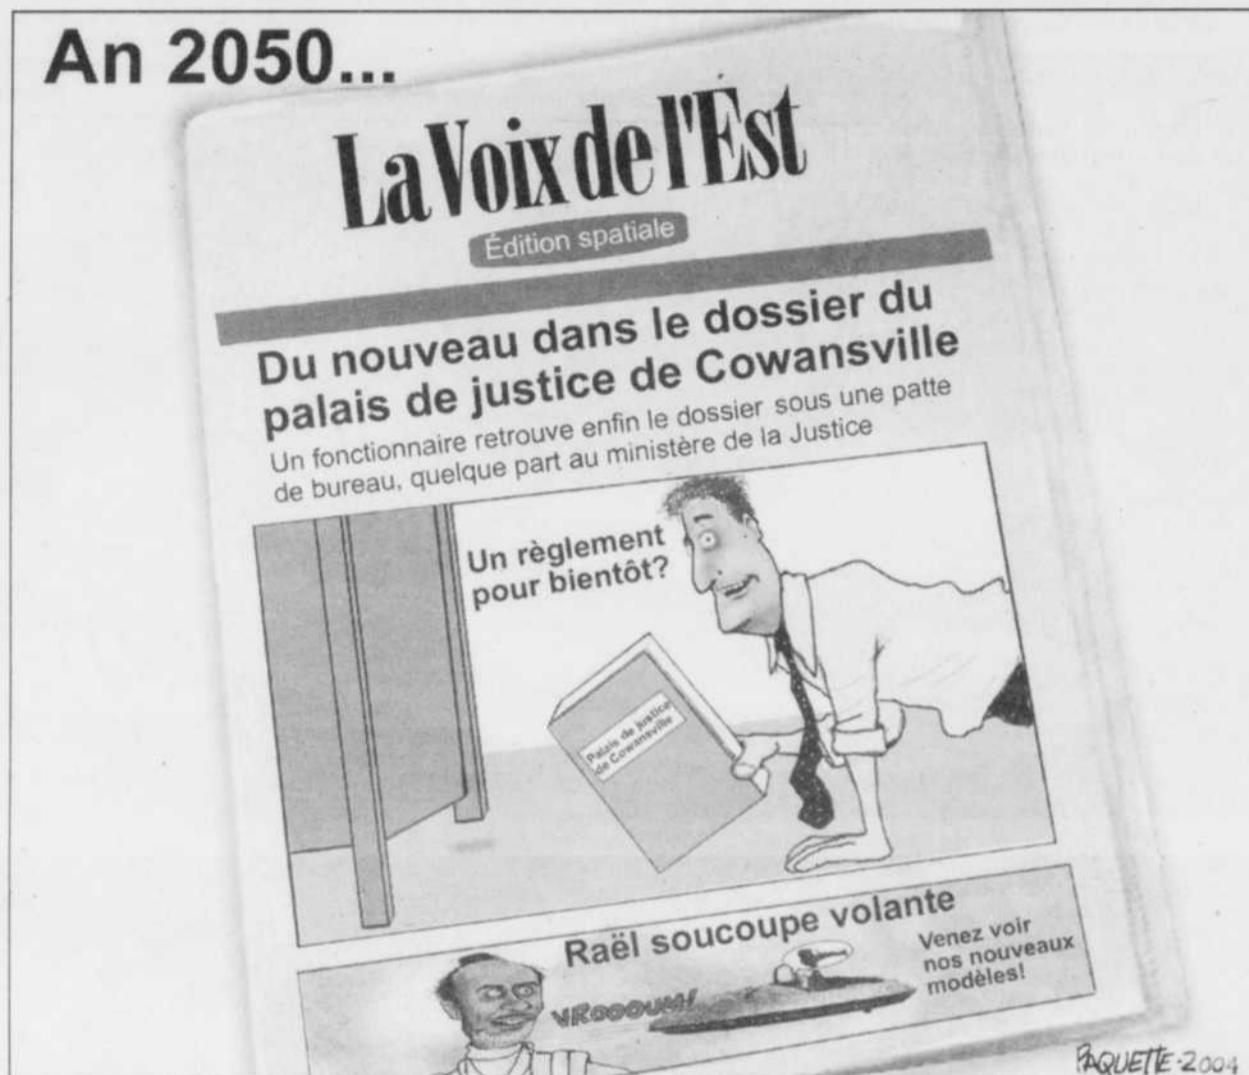 An 2050...
La Voix de l'Est
Édition spatiale
Du nouveau dans le dossier du
palais de justice de Cowansville
Un fonctionnaire retrouve enfin le dossier sous une patte
de bureau, quelque part au ministère de la Justice
Un règlement
pour bientôt?
Palais de justice
de Cowansville
Raël soucoupe volante
VROOOUM!
Venez voir
nos nouveaux
modèles!
PAQUETTE-2004